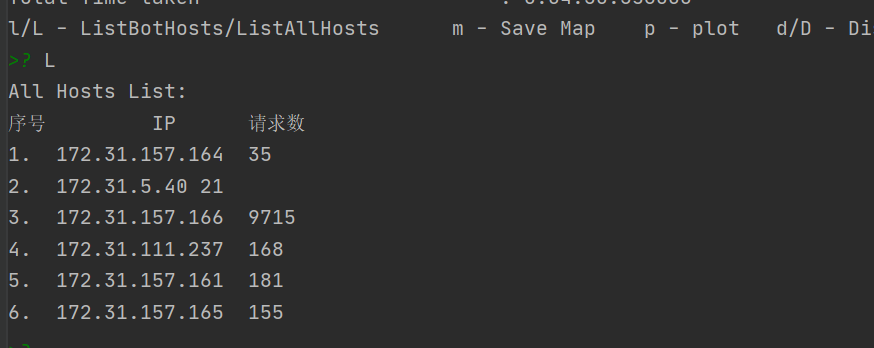 l/L - ListBotHosts/ListAllHosts m - Save Map p - plot d/D - Di
>? L
All Hosts List:
序号 IP 请求数
1. 172.31.157.164 35
2. 172.31.5.40 21
3. 172.31.157.166 9715
4. 172.31.111.237 168
5. 172.31.157.161 181
6. 172.31.157.165 155